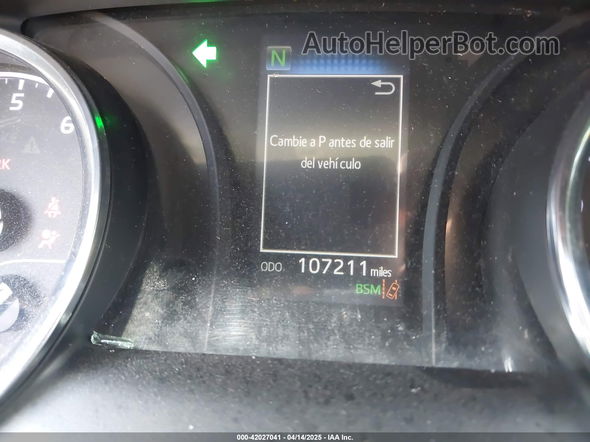 AutoHelperBot.com
N
5
6
Cambie a P antes de salir
del vehículo
RK
ODO 107211 miles
BSM
000-42027041 - 04/14/2025 - IAA Inc.